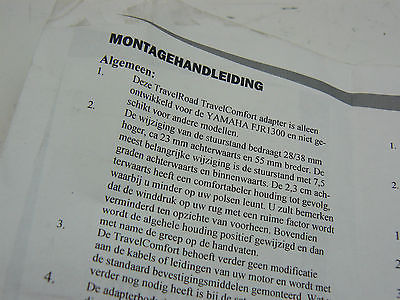 MONTAGEHANDLEIDING
Algemeen:
1. Deze TravelRoad TravelComfort adapter is alleen
ontwikkeld voor de YAMAHA FJR1300 en niet ge-
schikt voor andere modellen.
2. De wijziging van de stuurstand bedraagt 28/38 mm
hoger, ca 23 mm achterwaarts en 55 mm breder. De
meest belangrijke wijziging is de stuurstand met 7,5
graden achterwaarts en binnenwaarts. De 2,3 cm ach-
terwaarts heeft een comfortabeler houding tot gevolg,
waarbij u minder op uw polsen leunt. U zult bemerken
dat de winddruk op uw rug met een ruime factor wordt
verminderd ten opzichte van voorheen. Bovendien
wordt de algehele houding positief gewijzigd en dan
met name de greep op de handvaten.
3. De TravelComfort behoeft verder geen modificatie
aan de kabels of leidingen van uw motor en wordt met
de standaard bevestigingsmiddelen gemonteerd.
verder nog nodig heeft is bij de
4. De adapter
1.
2.